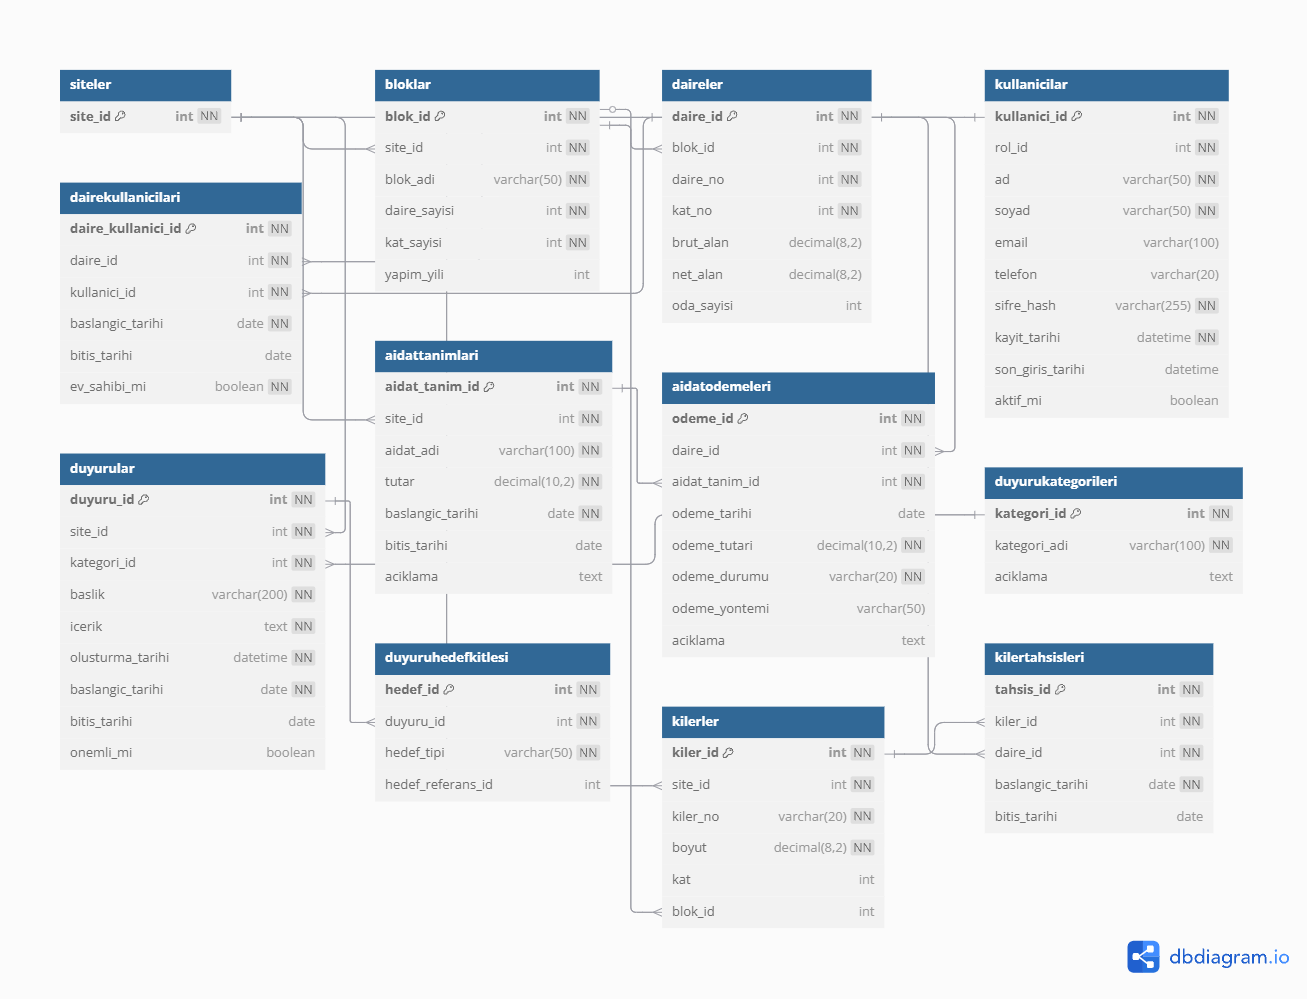 siteler
site_id int NN
dairekullanicilari
daire_kullanici_id int NN
daire_id int NN
kullanici_id int NN
baslangic_tarihi date NN
bitis_tarihi date
ev_sahibi_mi boolean NN
duyurular
duyuru_id int NN
site_id int NN
kategori_id int NN
baslik varchar(200) NN
icerik text NN
olusturma_tarihi datetime NN
baslangic_tarihi date NN
bitis_tarihi date
onemli_mi boolean
bloklar
blok_id int NN
site_id int NN
blok_adi varchar(50) NN
daire_sayisi int NN
kat_sayisi int NN
yapim_yili int
aidattanimlari
aidat_tanim_id int NN
site_id int NN
aidat_adi varchar(100) NN
tutar decimal(10,2) NN
baslangic_tarihi date NN
bitis_tarihi date
aciklama text
duyuruhedefkitlesi
hedef_id int NN
duyuru_id int NN
hedef_tipi varchar(50) NN
hedef_referans_id int
daireler
daire_id int NN
blok_id int NN
daire_no int NN
kat_no int NN
brut_alan decimal(8,2)
net_alan decimal(8,2)
oda_sayisi int
aidatodemeleri
odeme_id int NN
daire_id int NN
aidat_tanim_id int NN
odeme_tarihi date
odeme_tutari decimal(10,2) NN
odeme_durumu varchar(20) NN
odeme_yontemi varchar(50)
aciklama text
kilerler
kiler_id int NN
site_id int NN
kiler_no varchar(20) NN
boyut decimal(8,2) NN
kat int
blok_id int
kullanicilar
kullanici_id int NN
rol_id int NN
ad varchar(50) NN
soyad varchar(50) NN
email varchar(100)
telefon varchar(20)
sifre_hash varchar(255) NN
kayit_tarihi datetime NN
son_giris_tarihi datetime
aktif_mi boolean
duyurukategorileri
kategori_id int NN
kategori_adi varchar(100) NN
aciklama text
kilertahsisleri
tahsis_id int NN
kiler_id int NN
daire_id int NN
baslangic_tarihi date NN
bitis_tarihi date
dbdiagram.io